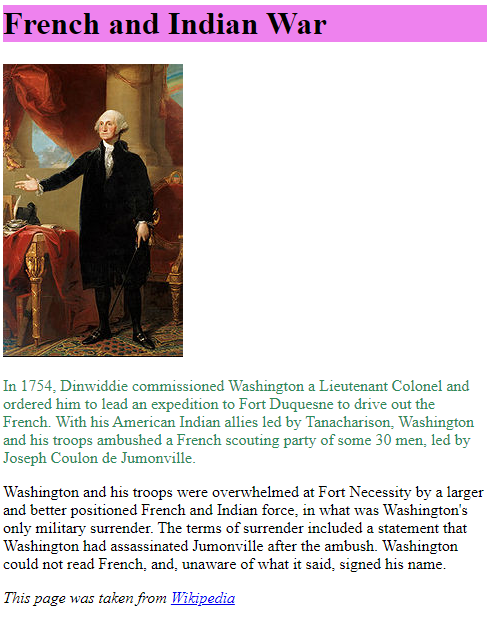 French and Indian War
In 1754, Dinwiddie commissioned Washington a Lieutenant Colonel and
ordered him to lead an expedition to Fort Duquesne to drive out the
French. With his American Indian allies led by Tanacharison, Washington
and his troops ambushed a French scouting party of some 30 men, led by
Joseph Coulon de Jumonville.
Washington and his troops were overwhelmed at Fort Necessity by a larger
and better positioned French and Indian force, in what was Washington's
only military surrender. The terms of surrender included a statement that
Washington had assassinated Jumonville after the ambush. Washington
could not read French, and, unaware of what it said, signed his name.
This page was taken from Wikipedia